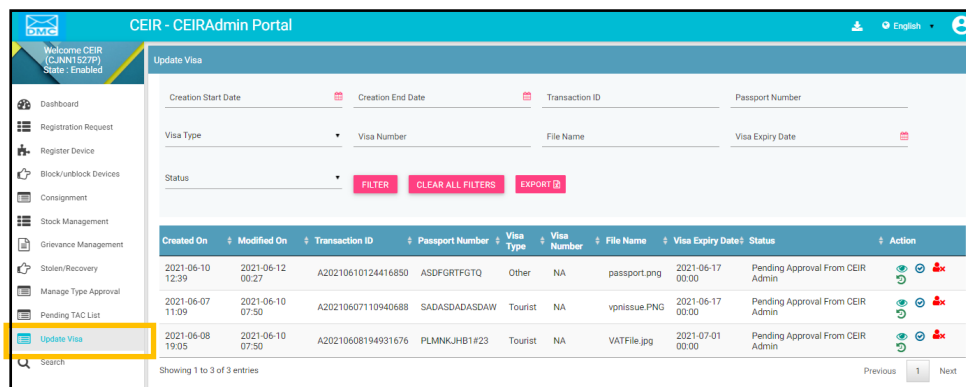 DMC
CEIR - CEIRAdmin Portal
English
Welcome CEIR
(CJNN1527P)
State : Enabled
Dashboard
Registration Request
Register Device
Block/unblock Devices
Consignment
Stock Management
Grievance Management
Stolen/Recovery
Manage Type Approval
Pending TAC List
Update Visa
Search
Update Visa
Creation Start Date Creation End Date Transaction ID Passport Number
Visa Type Visa Number File Name Visa Expiry Date
Status FILTER CLEAR ALL FILTERS EXPORT
Created On Modified On Transaction ID Passport Number Visa Type Visa Number File Name Visa Expiry Date Status Action
2021-06-10 12:39 2021-06-12 00:27 A20210610124416850 ASDFGRTFGTQ Other NA passport.png 2021-06-17 00:00 Pending Approval From CEIR Admin
2021-06-07 11:09 2021-06-10 07:50 A20210607110940688 SADASDADASDAW Tourist NA vpnissue.PNG 2021-06-17 00:00 Pending Approval From CEIR Admin
2021-06-08 19:05 2021-06-10 07:50 A20210608194931676 PLMNKJHB1#23 Tourist NA VATFile.jpg 2021-07-01 00:00 Pending Approval From CEIR Admin
Showing 1 to 3 of 3 entries
Previous 1 Next